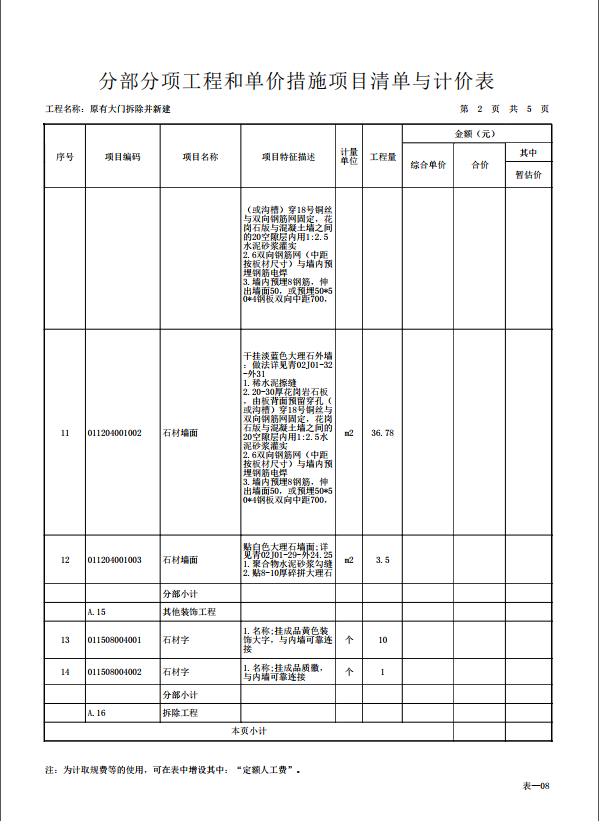 分部分项工程和单价措施项目清单与计价表
工程名称：原有大门拆除并新建
第 2 页 共 5 页
序号
项目编码
项目名称
项目特征描述
计量
单位
工程量
金额（元）
综合单价
合价
其中
暂估价
（或沟槽）穿18号铜丝
与双向钢筋网固定，花
岗石版与混凝土墙之间
的20空隙层内用1:2.5
水泥砂浆灌实
2.6双向钢筋网（中距
按板材尺寸）与墙内预
埋钢筋电焊
3.墙内预埋8钢筋，伸
出墙面50，或预埋50*5
0*4钢板双向中距700，
11
011204001002
石材墙面
干挂淡蓝色大理石外墙
：做法详见青02J01-32
-外31
1.稀水泥擦缝
2.20-30厚花岗岩石板
，由板背面预留穿孔（
或沟槽）穿18号铜丝与
双向钢筋网固定，花岗
石版与混凝土墙之间的
20空隙层内用1:2.5水
泥砂浆灌实
2.6双向钢筋网（中距
按板材尺寸）与墙内预
埋钢筋电焊
3.墙内预埋8钢筋，伸
出墙面50，或预埋50*5
0*4钢板双向中距700，
m2
36.78
12
011204001003
石材墙面
贴白色大理石墙面;详
见青02J01-29-外24.25
1.聚合物水泥砂浆勾缝
2.贴8-10厚碎拼大理石
m2
3.5
分部小计
A.15
其他装饰工程
13
011508004001
石材字
1.名称;挂成品黄色装
饰大字，与内墙可靠连
接
个
10
14
011508004002
石材字
1.名称;挂成品质徽，
与内墙可靠连接
个
1
分部小计
A.16
拆除工程
本页小计
注：为计取规费等的使用，可在表中增设其中：“定额人工费”。
表—08